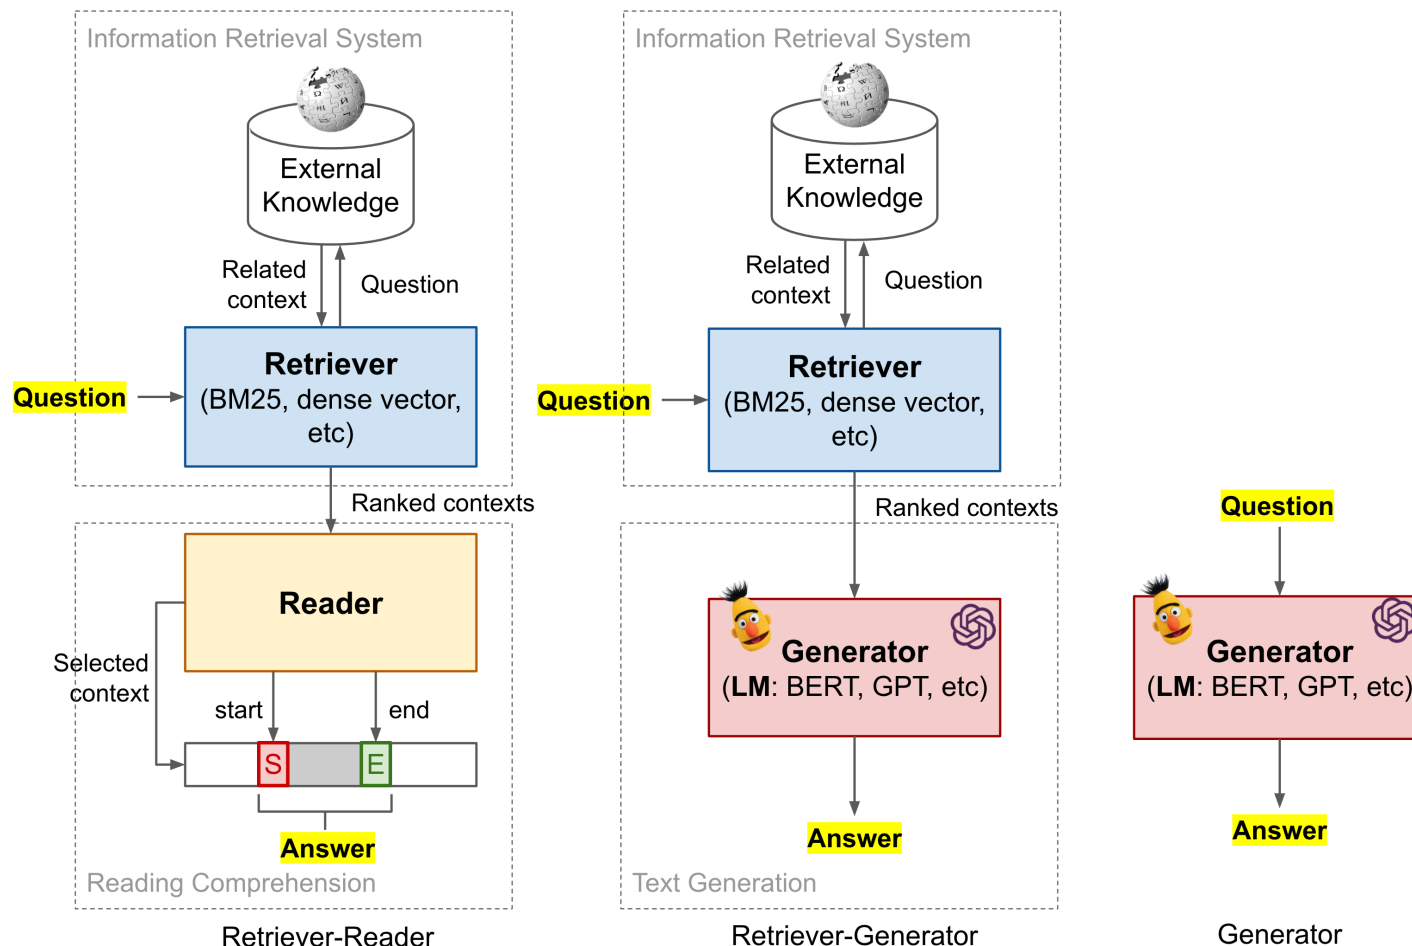 Information Retrieval System
External
Knowledge
Related
context
Question
Question
Retriever
(BM25, dense vector,
etc)
Ranked contexts
Reader
Selected
context
start
end
S
E
Answer
Reading Comprehension
Retriever-Reader
Information Retrieval System
External
Knowledge
Related
context
Question
Question
Retriever
(BM25, dense vector,
etc)
Ranked contexts
Generator
(LM: BERT, GPT, etc)
Answer
Text Generation
Retriever-Generator
Question
Generator
(LM: BERT, GPT, etc)
Answer
Generator